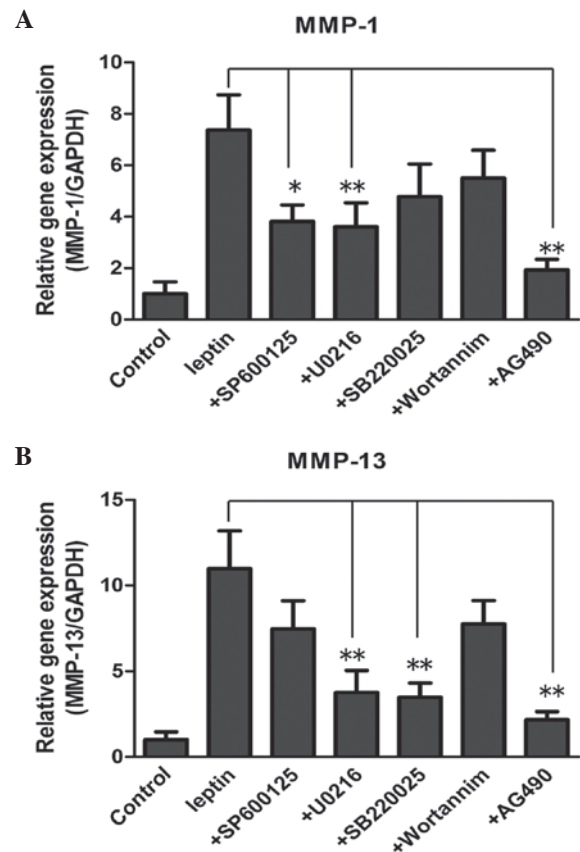 A
MMP-1
Relative gene expression
(MMP-1/GAPDH)
10
8
6
4
2
0
*
**
**
Control
leptin
+SP600125
+U0216
+SB220025
+Wortannim
+AG490
B
MMP-13
Relative gene expression
(MMP-13/GAPDH)
15
10
5
0
**
**
**
Control
leptin
+SP600125
+U0216
+SB220025
+Wortannim
+AG490